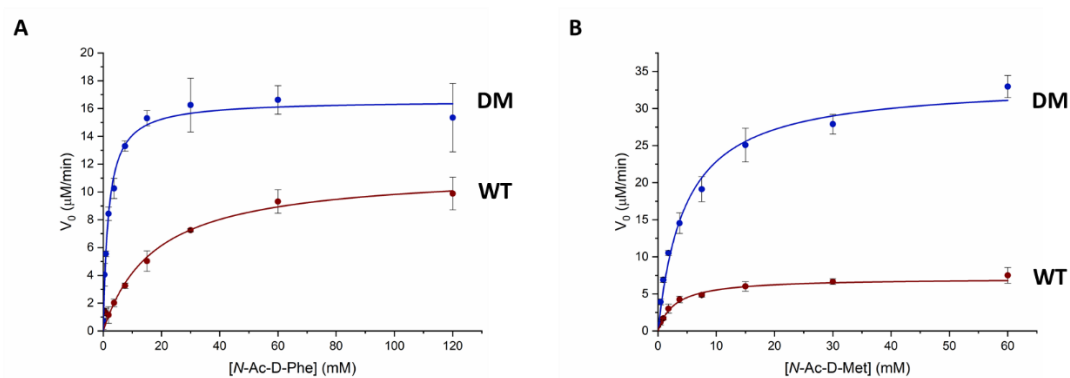 A
20
18
16
14
12
10
8
6
4
2
0
V0 (μM/min)
0 20 40 60 80 100 120
[N-Ac-D-Phe] (mM)
DM
WT
B
35
30
25
20
15
10
5
0
V0 (μM/min)
0 10 20 30 40 50 60
[N-Ac-D-Met] (mM)
DM
WT